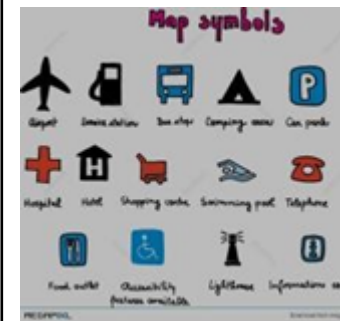 Map symbols
Airport Service station Bus stop Camping area Car park
Hospital Hotel Shopping centre Swimming pool Telephone
Food outlet Accessibility Lighthouse Information
features available
MEGAPIXL